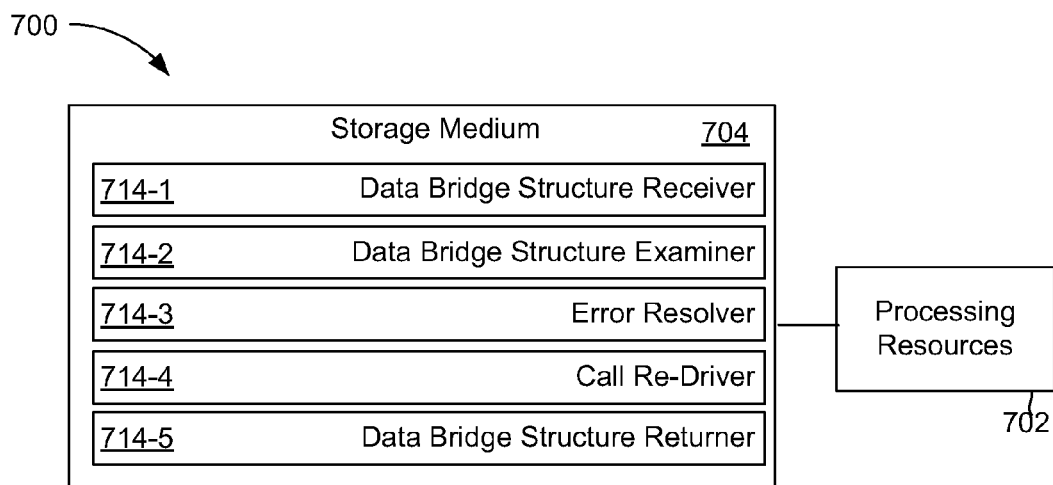 700
Storage Medium 704
714-1 Data Bridge Structure Receiver
714-2 Data Bridge Structure Examiner
714-3 Error Resolver
714-4 Call Re-Driver
714-5 Data Bridge Structure Returner
Processing
Resources
702